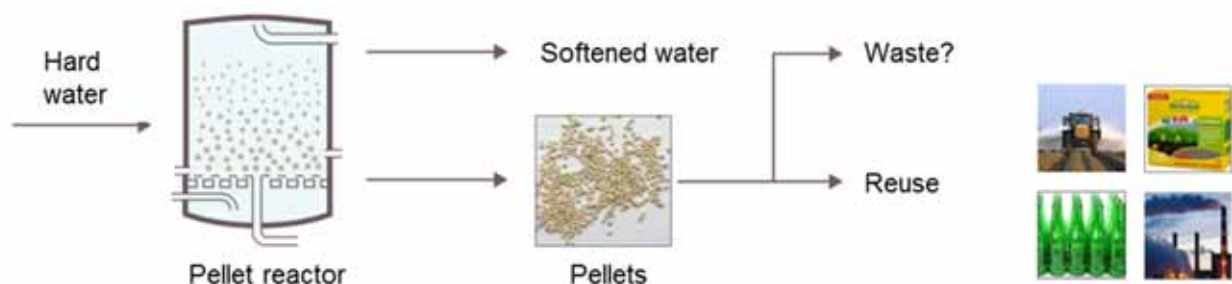 Hard
water
Softened water
Waste?
Reuse
Pellet reactor
Pellets